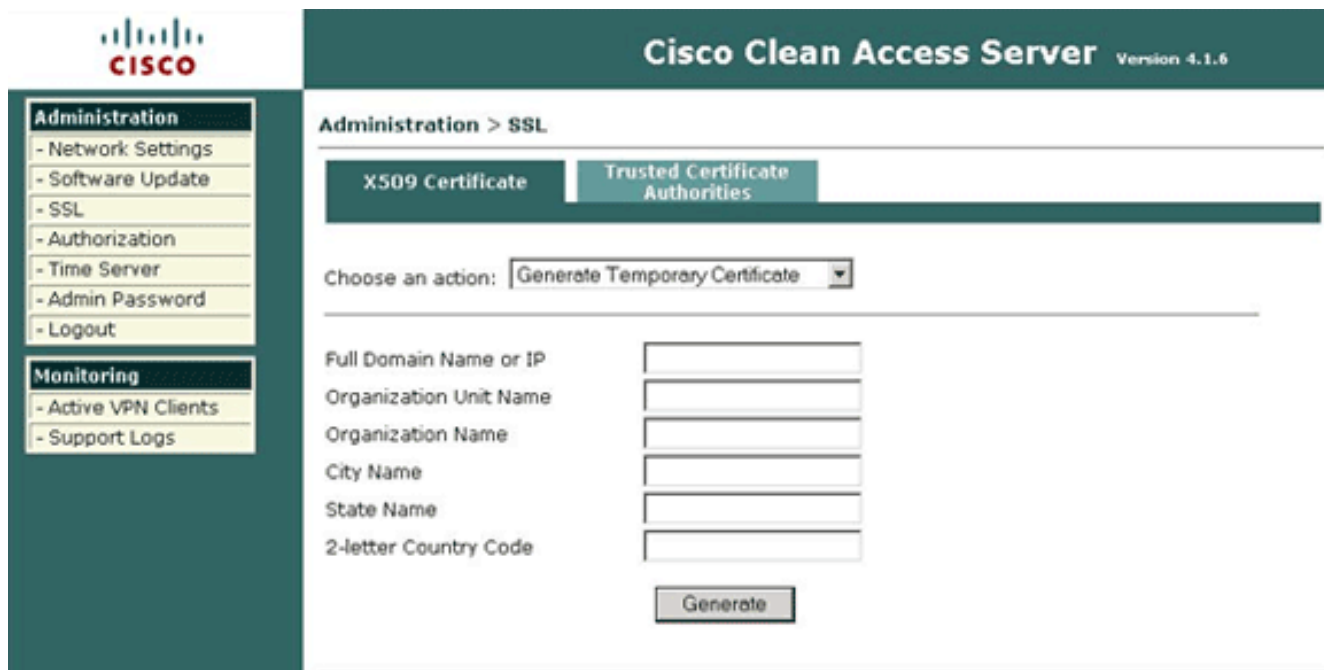 CISCO
Cisco Clean Access Server Version 4.1.6
Administration
- Network Settings
- Software Update
- SSL
- Authorization
- Time Server
- Admin Password
- Logout
Monitoring
- Active VPN Clients
- Support Logs
Administration > SSL
X509 Certificate
Trusted Certificate
Authorities
Choose an action: Generate Temporary Certificate
Full Domain Name or IP
Organization Unit Name
Organization Name
City Name
State Name
2-letter Country Code
Generate